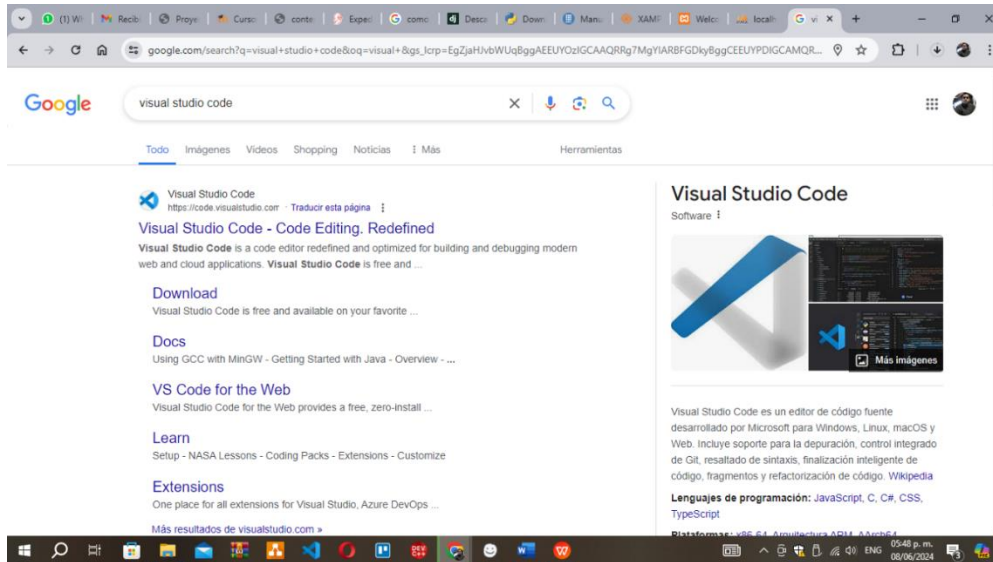 (1) Wh Recib Proye Curso conte Exped como Desca Down Manu XAMF Welco localh vi
google.com/search?q=visual+studio+code&oq=visual+&gs_lcrp=EgZjaHJvbWUqBggAEEUYOzIGCAAQRRg7MgYIARBFGDkyBggCEEUYPDIGCAMQR...
Google
visual studio code
Todo Imágenes Videos Shopping Noticias Más Herramientas
Visual Studio Code
https://code.visualstudio.com · Traducir esta página
Visual Studio Code - Code Editing. Redefined
Visual Studio Code is a code editor redefined and optimized for building and debugging modern
web and cloud applications. Visual Studio Code is free and ...
Download
Visual Studio Code is free and available on your favorite ...
Docs
Using GCC with MinGW - Getting Started with Java - Overview - ...
VS Code for the Web
Visual Studio Code for the Web provides a free, zero-install ...
Learn
Setup - NASA Lessons - Coding Packs - Extensions - Customize
Extensions
One place for all extensions for Visual Studio, Azure DevOps ...
Más resultados de visualstudio.com »
Visual Studio Code
Software
Más imágenes
Visual Studio Code es un editor de código fuente
desarrollado por Microsoft para Windows, Linux, macOS y
Web. Incluye soporte para la depuración, control integrado
de Git, resaltado de sintaxis, finalización inteligente de
código, fragmentos y refactorización de código. Wikipedia
Lenguajes de programación: JavaScript, C, C#, CSS,
TypeScript
Plataformas: x86-64, Arquitectura ARM, AArch64
DEV C++
ENG
05:48 p. m.
08/06/2024
3